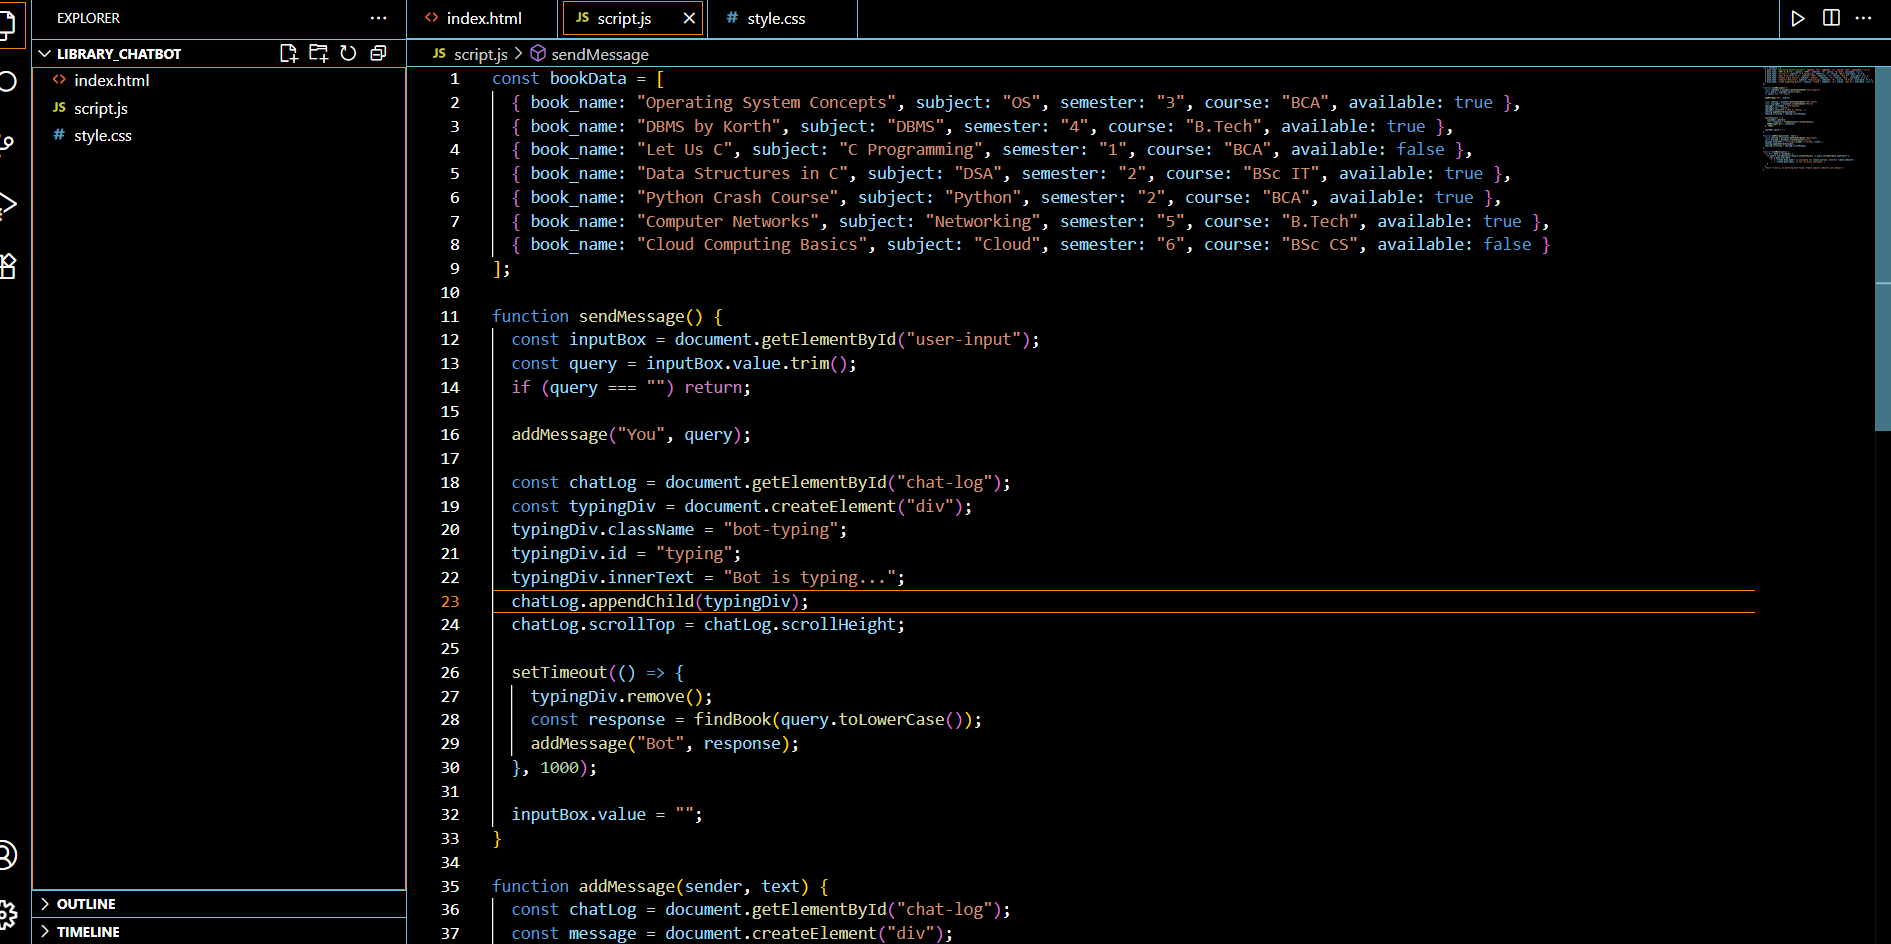 EXPLORER
LIBRARY_CHATBOT
index.html
JS script.js
# style.css
OUTLINE
TIMELINE
index.html
JS script.js
# style.css
JS script.js > sendMessage
1 const bookData = [
2 { book_name: "Operating System Concepts", subject: "OS", semester: "3", course: "BCA", available: true },
3 { book_name: "DBMS by Korth", subject: "DBMS", semester: "4", course: "B.Tech", available: true },
4 { book_name: "Let Us C", subject: "C Programming", semester: "1", course: "BCA", available: false },
5 { book_name: "Data Structures in C", subject: "DSA", semester: "2", course: "BSc IT", available: true },
6 { book_name: "Python Crash Course", subject: "Python", semester: "2", course: "BCA", available: true },
7 { book_name: "Computer Networks", subject: "Networking", semester: "5", course: "B.Tech", available: true },
8 { book_name: "Cloud Computing Basics", subject: "Cloud", semester: "6", course: "BSc CS", available: false }
9 ];
10
11 function sendMessage() {
12 const inputBox = document.getElementById("user-input");
13 const query = inputBox.value.trim();
14 if (query === "") return;
15
16 addMessage("You", query);
17
18 const chatLog = document.getElementById("chat-log");
19 const typingDiv = document.createElement("div");
20 typingDiv.className = "bot-typing";
21 typingDiv.id = "typing";
22 typingDiv.innerText = "Bot is typing...";
23 chatLog.appendChild(typingDiv);
24 chatLog.scrollTop = chatLog.scrollHeight;
25
26 setTimeout(() => {
27 typingDiv.remove();
28 const response = findBook(query.toLowerCase());
29 addMessage("Bot", response);
30 }, 1000);
31
32 inputBox.value = "";
33 }
34
35 function addMessage(sender, text) {
36 const chatLog = document.getElementById("chat-log");
37 const message = document.createElement("div");